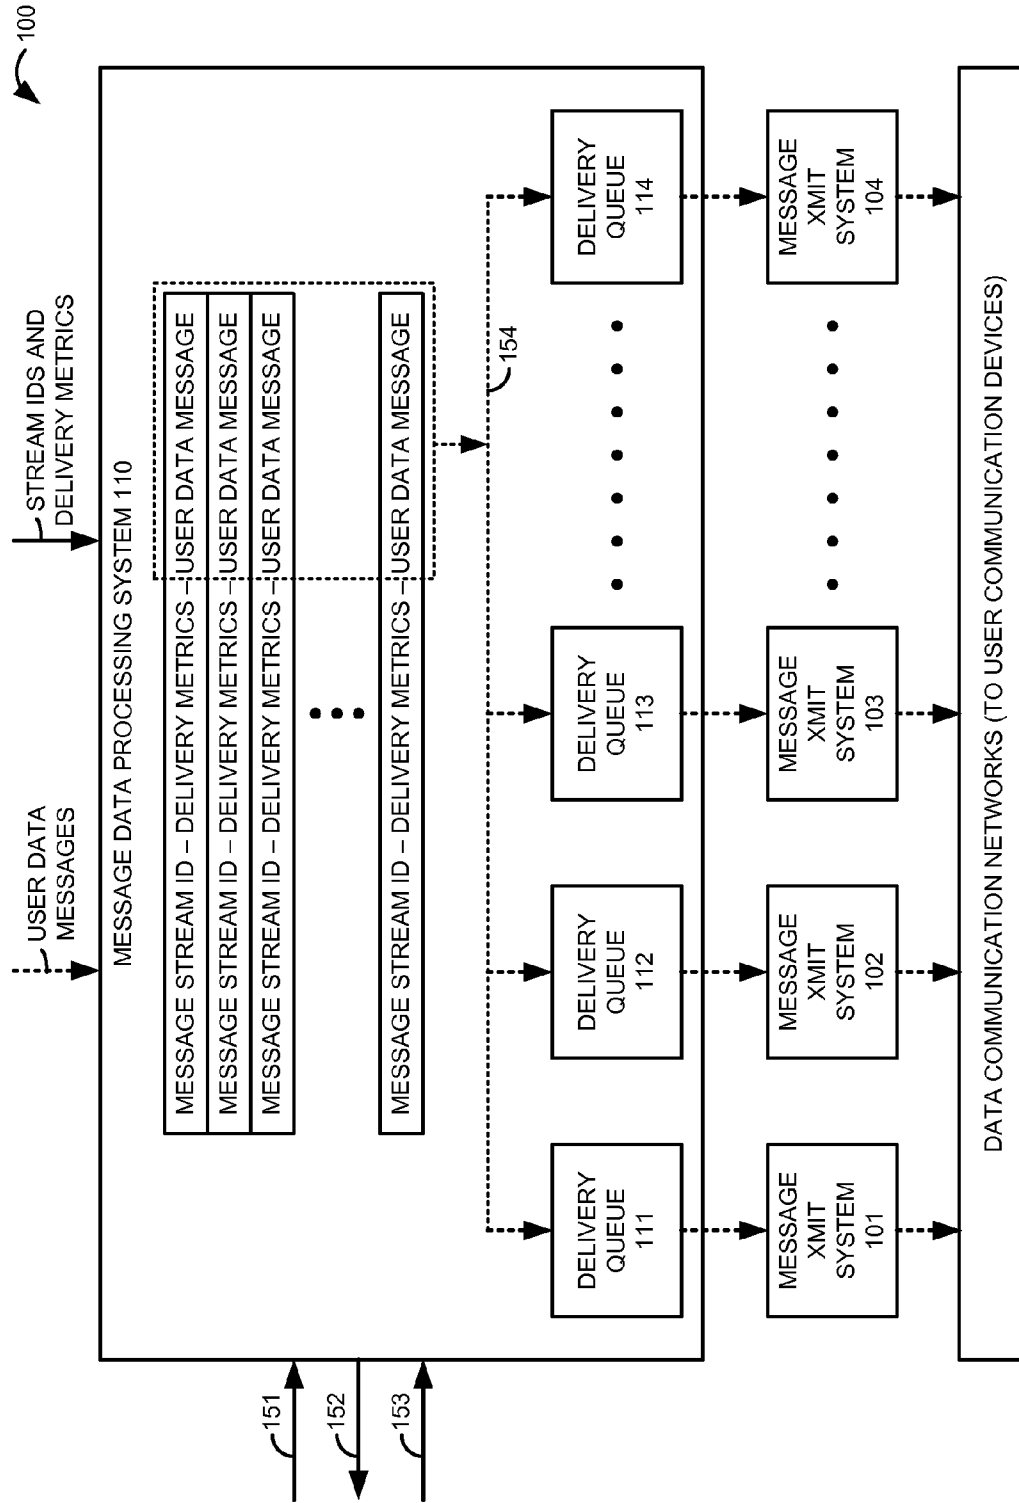 100
USER DATA
MESSAGES
STREAM IDS AND
DELIVERY METRICS
MESSAGE DATA PROCESSING SYSTEM 110
MESSAGE STREAM ID – DELIVERY METRICS – USER DATA MESSAGE
MESSAGE STREAM ID – DELIVERY METRICS – USER DATA MESSAGE
MESSAGE STREAM ID – DELIVERY METRICS – USER DATA MESSAGE
MESSAGE STREAM ID – DELIVERY METRICS – USER DATA MESSAGE
151
152
153
154
DELIVERY
QUEUE
111
DELIVERY
QUEUE
112
DELIVERY
QUEUE
113
DELIVERY
QUEUE
114
MESSAGE
XMIT
SYSTEM
101
MESSAGE
XMIT
SYSTEM
102
MESSAGE
XMIT
SYSTEM
103
MESSAGE
XMIT
SYSTEM
104
DATA COMMUNICATION NETWORKS (TO USER COMMUNICATION DEVICES)